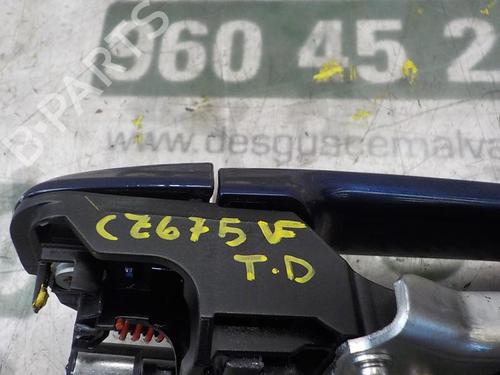 960 45 2
www.desguacemalva
B-PARTS
CZ675VF
T.D